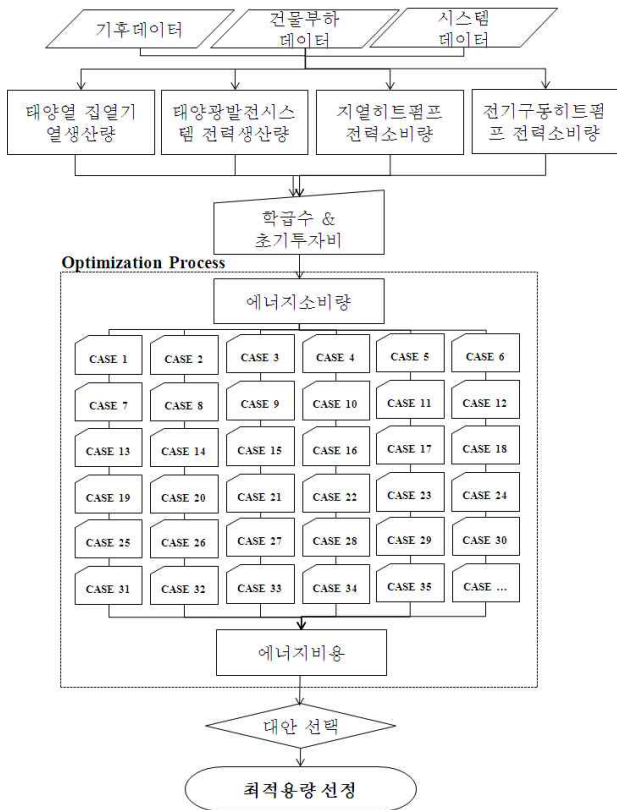 기후데이터
건물부하
데이터
시스템
데이터
태양열 집열기
열생산량
태양광발전시스
템 전력생산량
지열히트펌프
전력소비량
전기구동히트펌
프 전력소비량
학급수 &
초기투자비
Optimization Process
에너지소비량
CASE 1
CASE 2
CASE 3
CASE 4
CASE 5
CASE 6
CASE 7
CASE 8
CASE 9
CASE 10
CASE 11
CASE 12
CASE 13
CASE 14
CASE 15
CASE 16
CASE 17
CASE 18
CASE 19
CASE 20
CASE 21
CASE 22
CASE 23
CASE 24
CASE 25
CASE 26
CASE 27
CASE 28
CASE 29
CASE 30
CASE 31
CASE 32
CASE 33
CASE 34
CASE 35
CASE ...
에너지비용
대안 선택
최적용량 선정